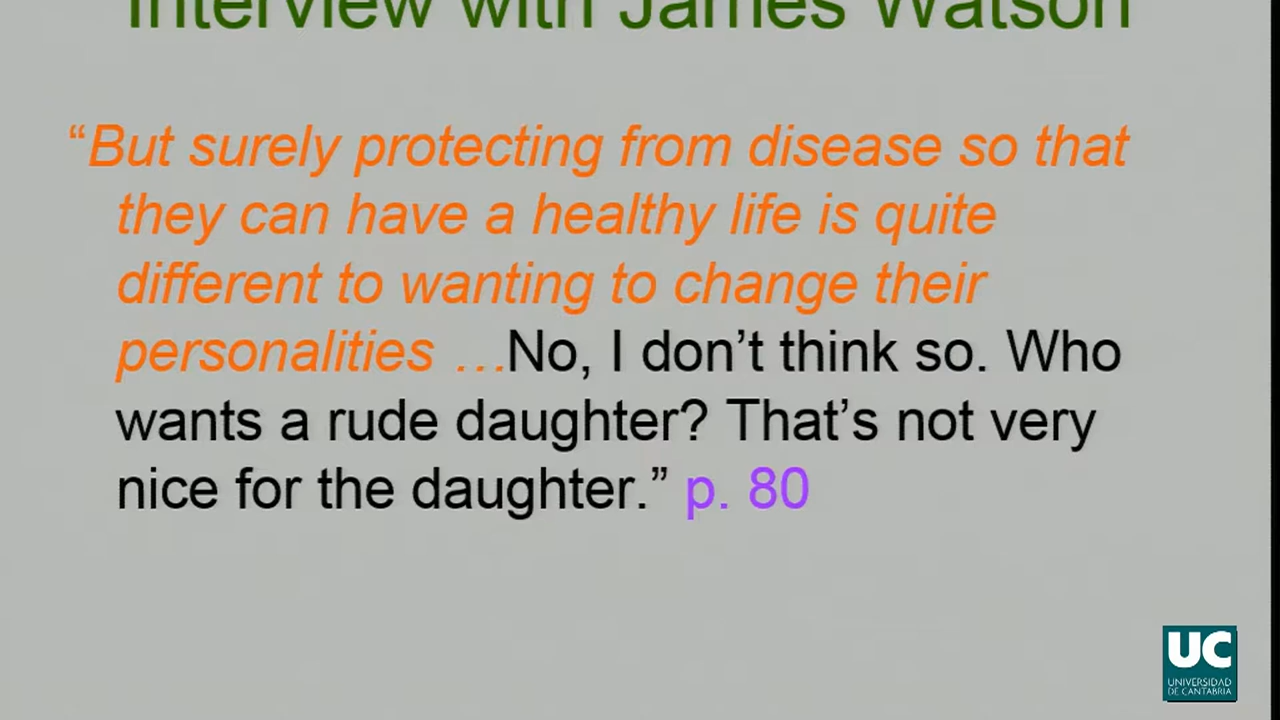 Interview with James Watson
“But surely protecting from disease so that
they can have a healthy life is quite
different to wanting to change their
personalities …No, I don’t think so. Who
wants a rude daughter? That’s not very
nice for the daughter.” p. 80
UC
UNIVERSIDAD
DE CANTABRIA